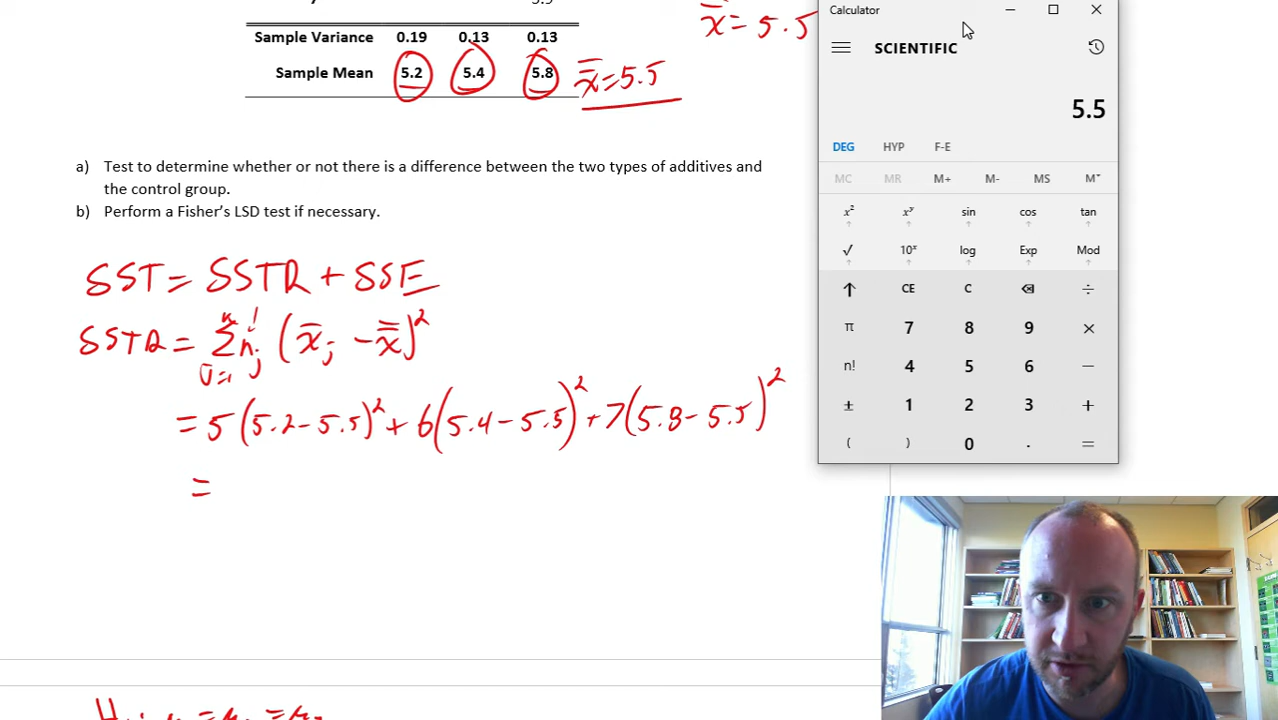 x̿ = 5.5
Sample Variance 0.19 0.13 0.13
Sample Mean 5.2 5.4 5.8 x̿=5.5
a) Test to determine whether or not there is a difference between the two types of additives and
the control group.
b) Perform a Fisher's LSD test if necessary.
SST = SSTR + SSE
SSTR = Σ nj (x̄j - x̿)²
j=1
= 5(5.2-5.5)² + 6(5.4-5.5)² + 7(5.8-5.5)²
=
Calculator
SCIENTIFIC
5.5
DEG HYP F-E
MC MR M+ M- MS M˅
x² xʸ sin cos tan
√ 10ˣ log Exp Mod
↑ CE C ⌫ ÷
π 7 8 9 ×
n! 4 5 6 −
± 1 2 3 +
( ) 0 . =